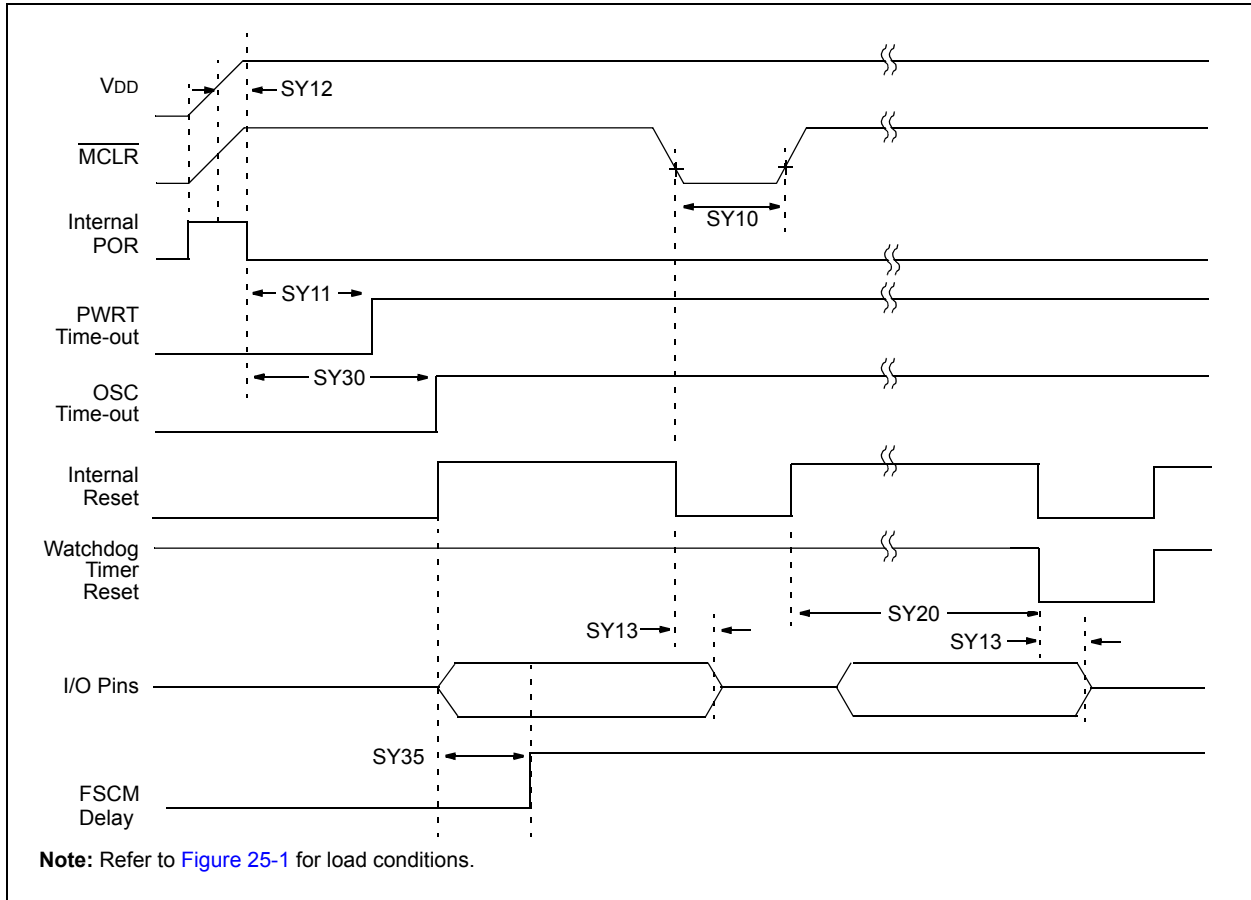 VDD
SY12
MCLR
SY10
Internal
POR
SY11
PWRT
Time-out
SY30
OSC
Time-out
Internal
Reset
Watchdog
Timer
Reset
SY20
SY13
SY13
I/O Pins
SY35
FSCM
Delay
Note: Refer to Figure 25-1 for load conditions.